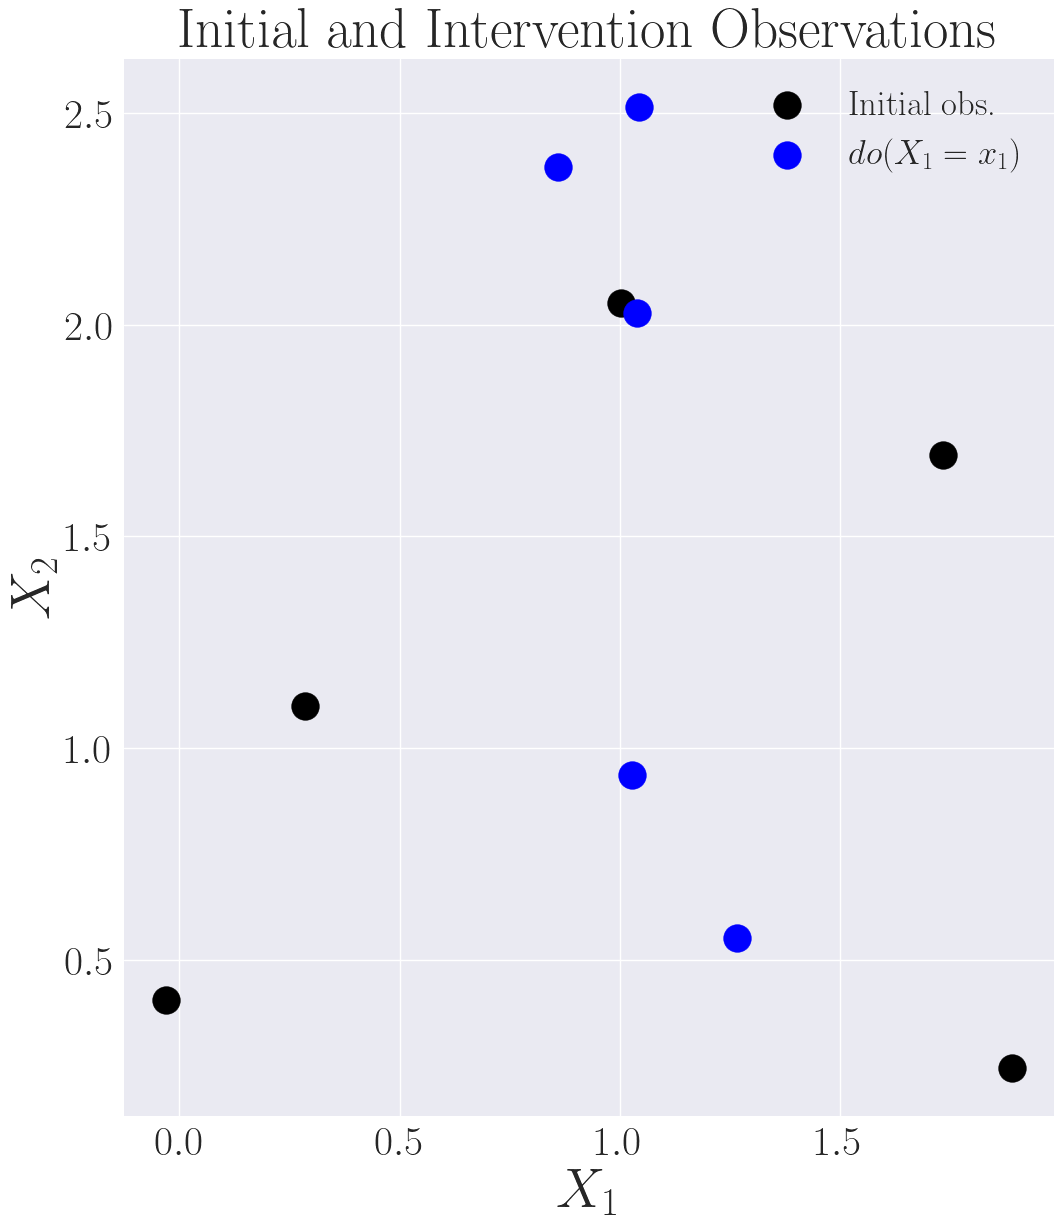 Initial and Intervention Observations
Initial obs.
do(X₁ = x₁)
2.5
2.0
1.5
1.0
0.5
X₂
0.0 0.5 1.0 1.5
X₁